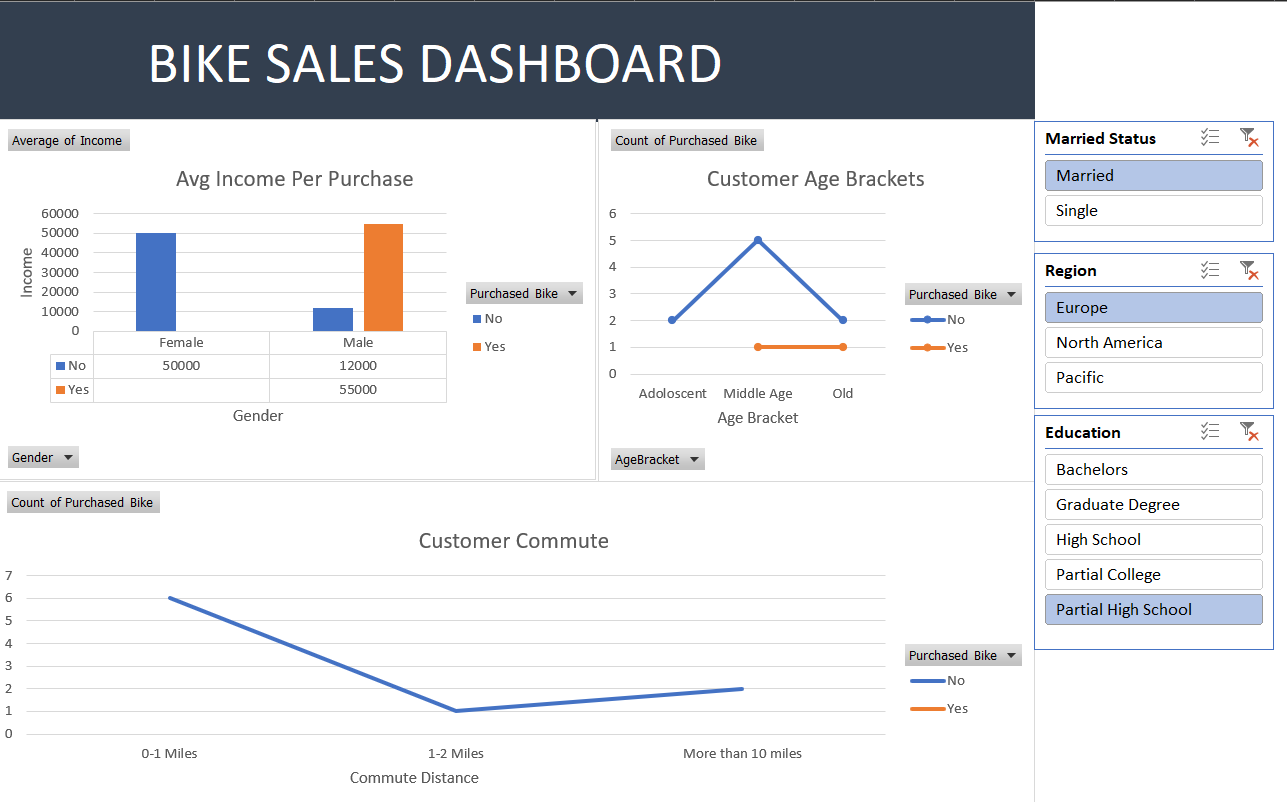 BIKE SALES DASHBOARD
Average of Income
Avg Income Per Purchase
60000
50000
40000
30000
20000
10000
0
Income
Female Male
No 50000 12000
Yes 55000
Gender
Purchased Bike
No
Yes
Gender
Count of Purchased Bike
Customer Age Brackets
6
5
4
3
2
1
0
Adoloscent Middle Age Old
Age Bracket
Purchased Bike
No
Yes
AgeBracket
Count of Purchased Bike
Customer Commute
7
6
5
4
3
2
1
0
0-1 Miles 1-2 Miles More than 10 miles
Commute Distance
Purchased Bike
No
Yes
Married Status
Married
Single
Region
Europe
North America
Pacific
Education
Bachelors
Graduate Degree
High School
Partial College
Partial High School